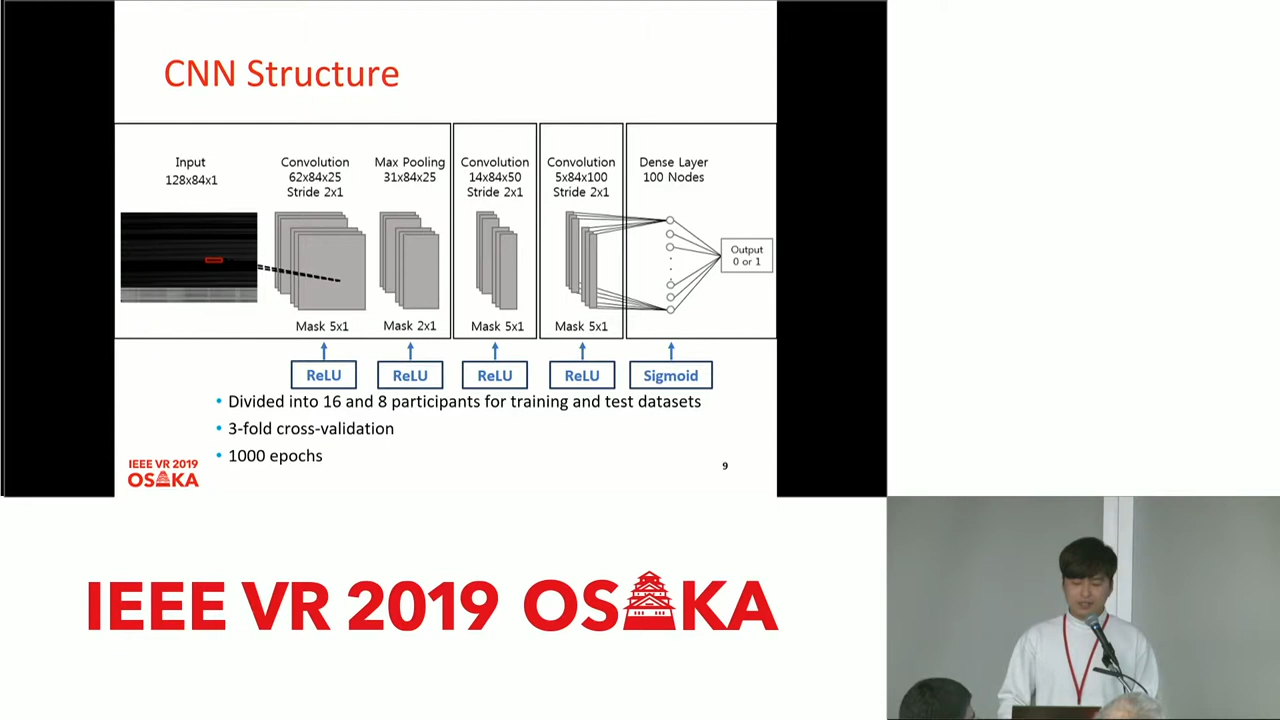 CNN Structure
Input
128x84x1
Convolution
62x84x25
Stride 2x1
Max Pooling
31x84x25
Convolution
14x84x50
Stride 2x1
Convolution
5x84x100
Stride 2x1
Dense Layer
100 Nodes
Output
0 or 1
Mask 5x1
Mask 2x1
Mask 5x1
Mask 5x1
ReLU
ReLU
ReLU
ReLU
Sigmoid
• Divided into 16 and 8 participants for training and test datasets
• 3-fold cross-validation
• 1000 epochs
IEEE VR 2019
OSAKA
9
IEEE VR 2019 OSAKA